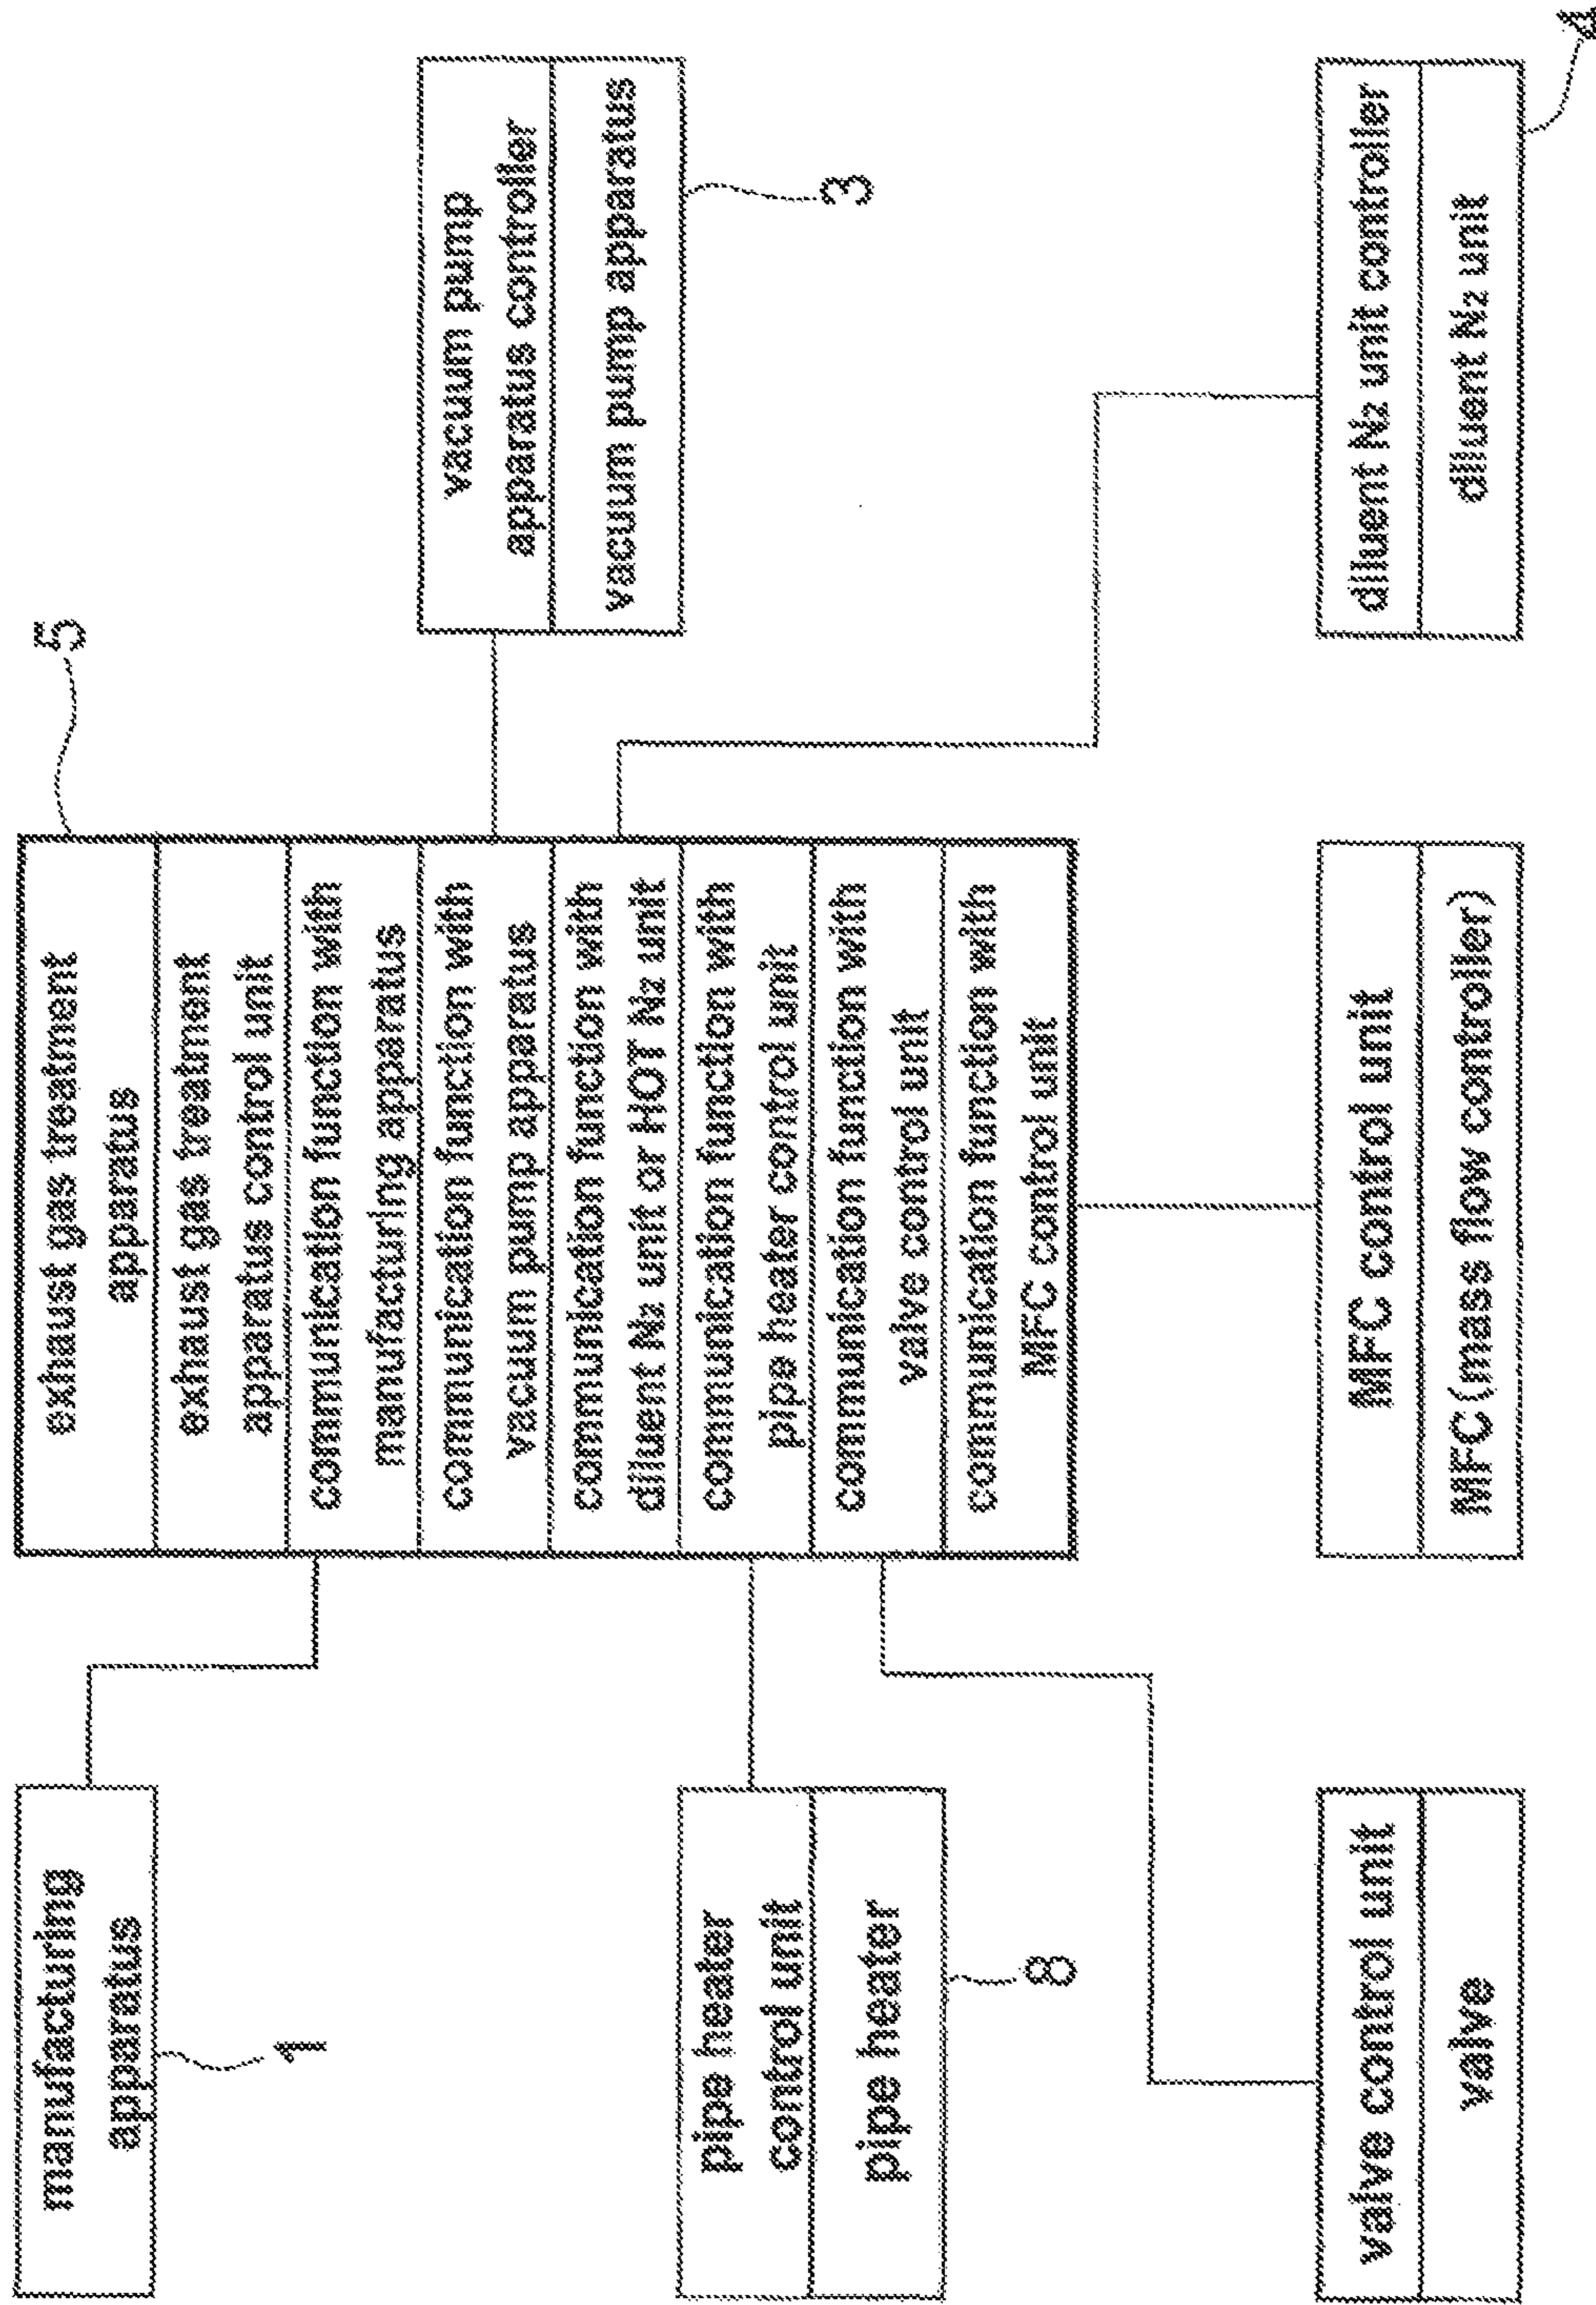 manufacturing
apparatus
1
pipe heater
control unit
pipe heater
8
valve control unit
valve
5
exhaust gas treatment
apparatus
exhaust gas treatment
apparatus control unit
communication function with
manufacturing apparatus
communication function with
vacuum pump apparatus
communication function with
diluent N₂ unit or HOT N₂ unit
communication function with
pipe heater control unit
communication function with
valve control unit
communication function with
MFC control unit
MFC control unit
MFC(mass flow controller)
vacuum pump
apparatus controller
vacuum pump apparatus
3
diluent N₂ unit controller
diluent N₂ unit
4